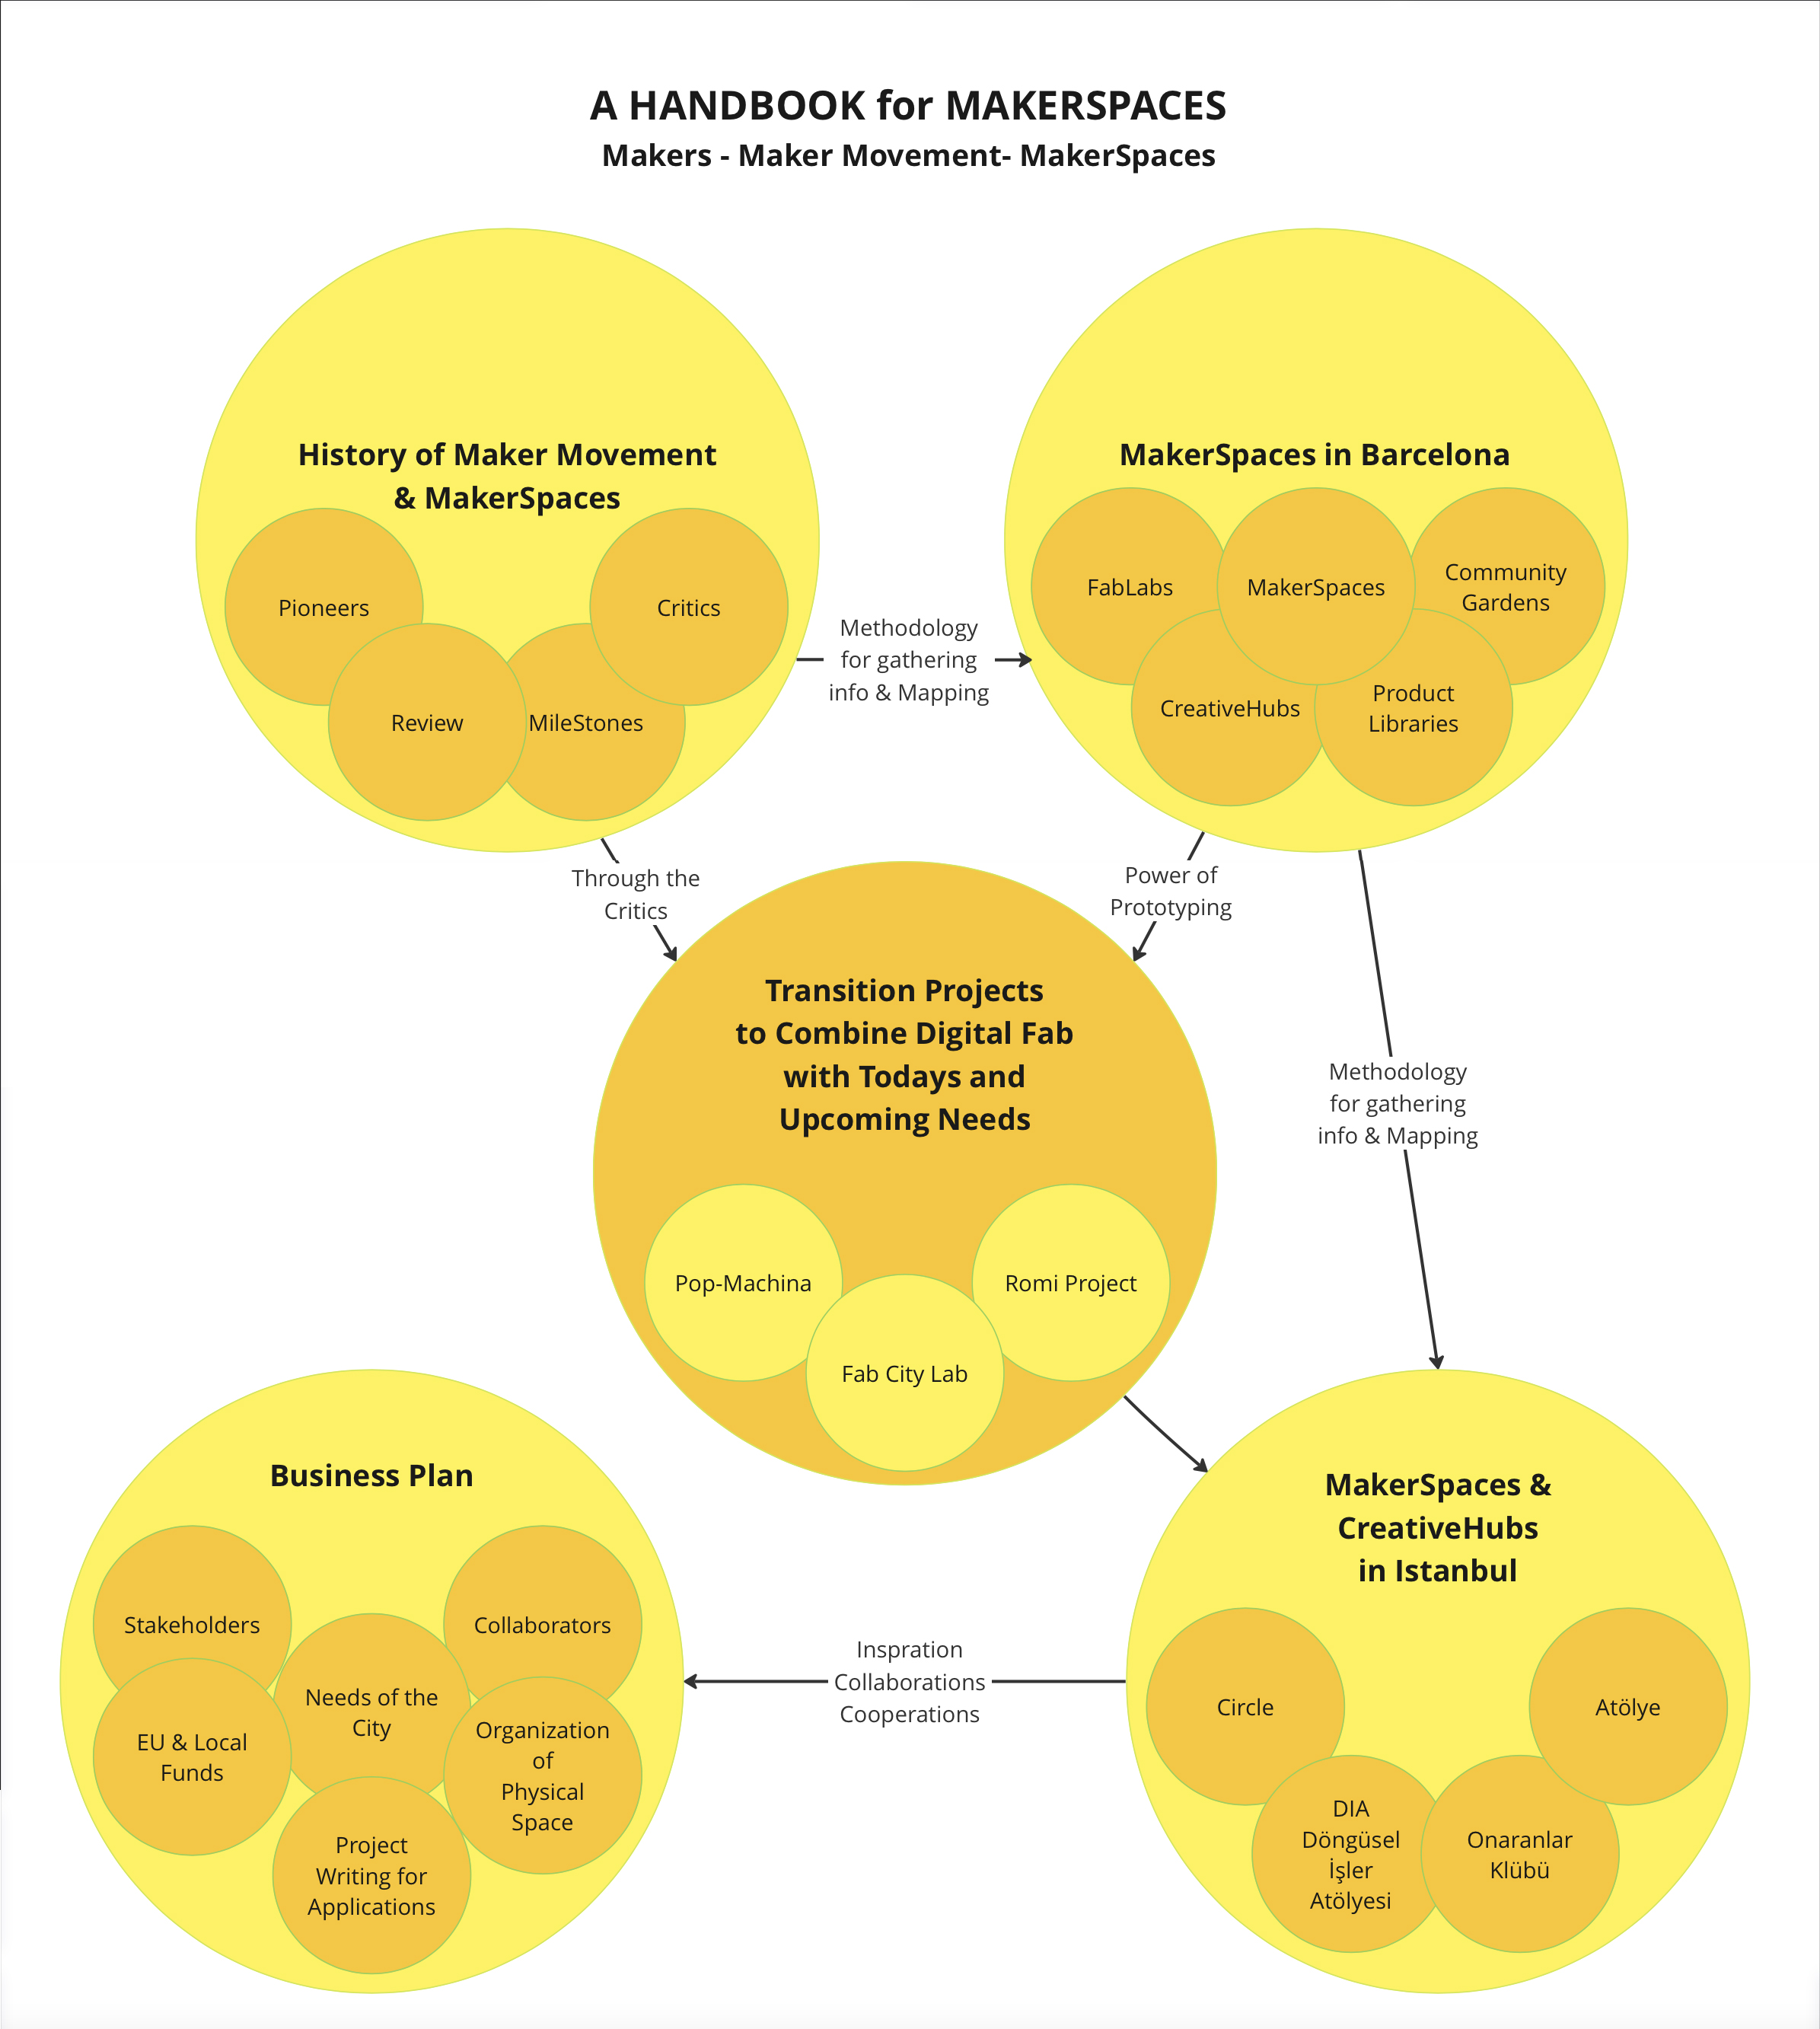 A HANDBOOK for MAKERSPACES
Makers - Maker Movement- MakerSpaces
History of Maker Movement
& MakerSpaces
Pioneers
Critics
Review
MileStones
Methodology
for gathering
info & Mapping
MakerSpaces in Barcelona
FabLabs
MakerSpaces
Community
Gardens
CreativeHubs
Product
Libraries
Through the
Critics
Power of
Prototyping
Transition Projects
to Combine Digital Fab
with Todays and
Upcoming Needs
Pop-Machina
Romi Project
Fab City Lab
Methodology
for gathering
info & Mapping
MakerSpaces &
CreativeHubs
in Istanbul
Circle
Atölye
DIA
Döngüsel
İşler
Atölyesi
Onaranlar
Klübü
Inspration
Collaborations
Cooperations
Business Plan
Stakeholders
Collaborators
Needs of the
City
EU & Local
Funds
Organization
of
Physical
Space
Project
Writing for
Applications